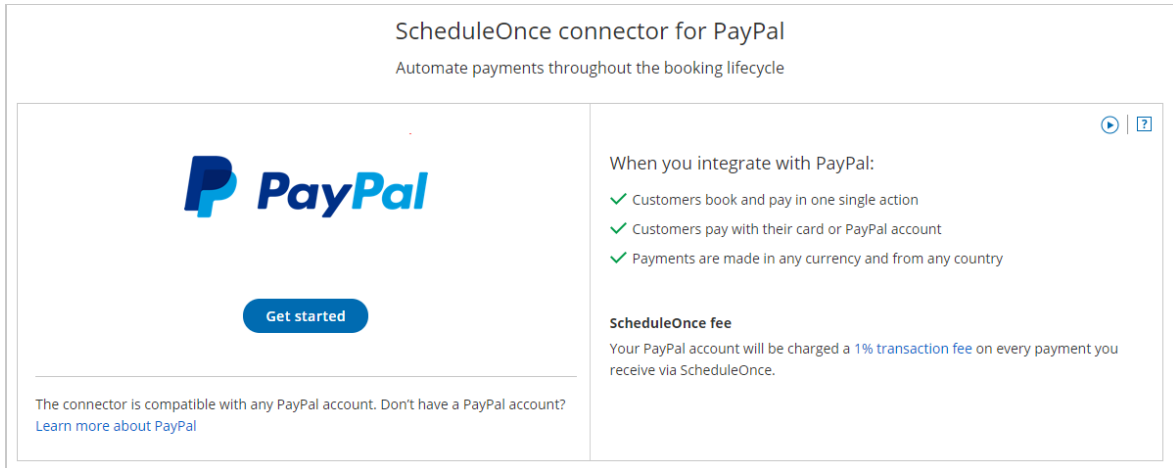 ScheduleOnce connector for PayPal
Automate payments throughout the booking lifecycle
PayPal
Get started
The connector is compatible with any PayPal account. Don't have a PayPal account?
Learn more about PayPal
?
When you integrate with PayPal:
Customers book and pay in one single action
Customers pay with their card or PayPal account
Payments are made in any currency and from any country
ScheduleOnce fee
Your PayPal account will be charged a 1% transaction fee on every payment you
receive via ScheduleOnce.